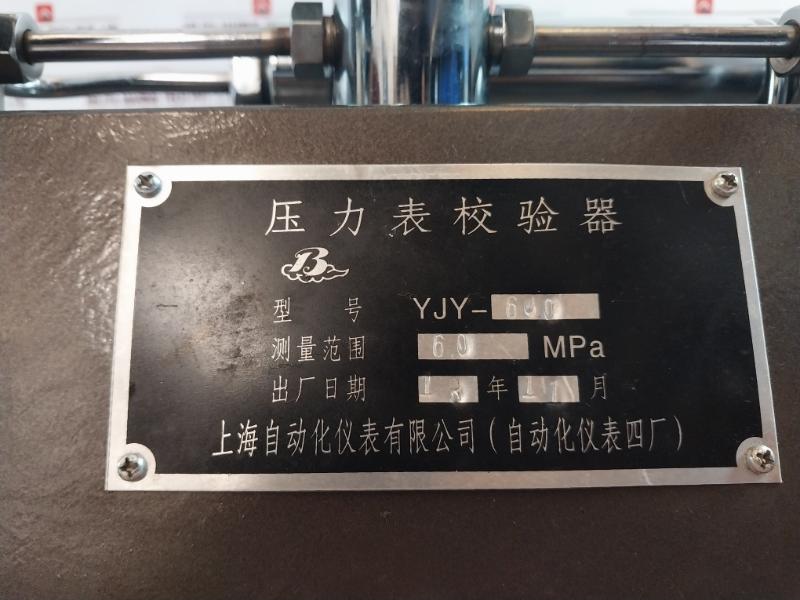 压力表校验器
B
型 号 YJY-600
测量范围 60 MPa
出厂日期 年 11 月
上海自动化仪表有限公司（自动化仪表四厂）